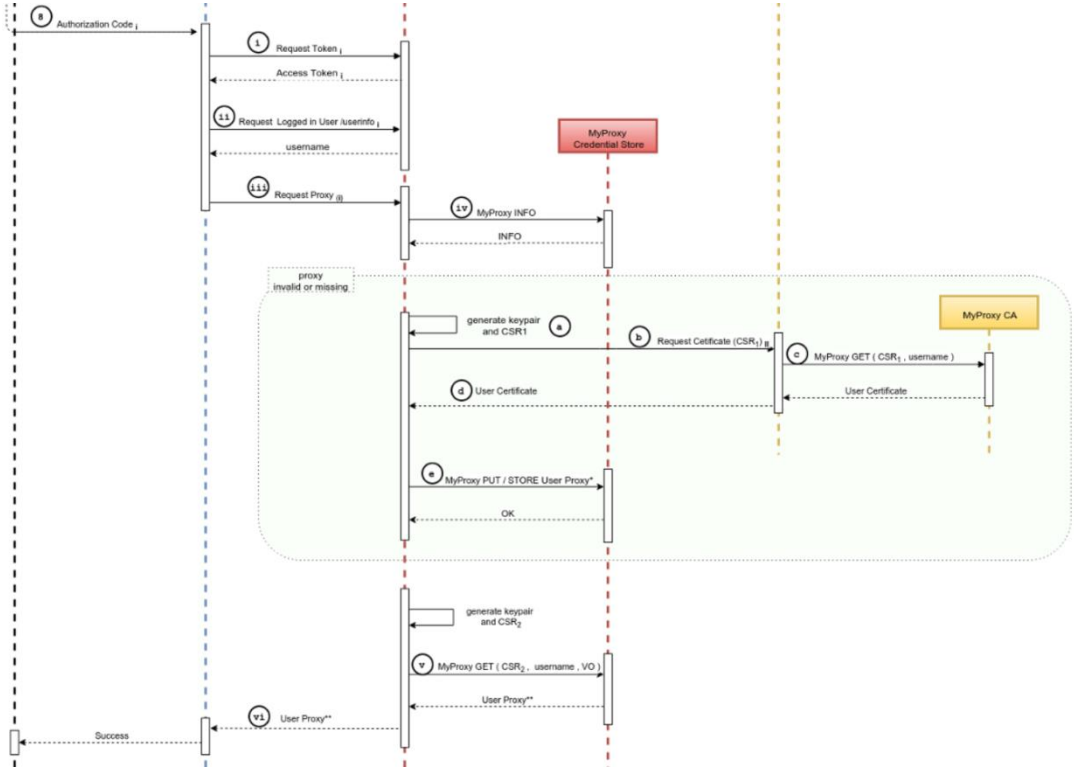 8
Authorization Code i
i
Request Token i
Access Token i
ii
Request Logged in User /userinfo i
username
MyProxy
Credential Store
iii
Request Proxy (i)
iv
MyProxy INFO
INFO
proxy
invalid or missing
generate keypair
and CSR1
a
MyProxy CA
b
Request Cetificate (CSR1) II
c
MyProxy GET ( CSR1 , username )
d
User Certificate
User Certificate
e
MyProxy PUT / STORE User Proxy*
OK
generate keypair
and CSR2
v
MyProxy GET ( CSR2 , username , VO )
User Proxy**
vi
User Proxy**
Success